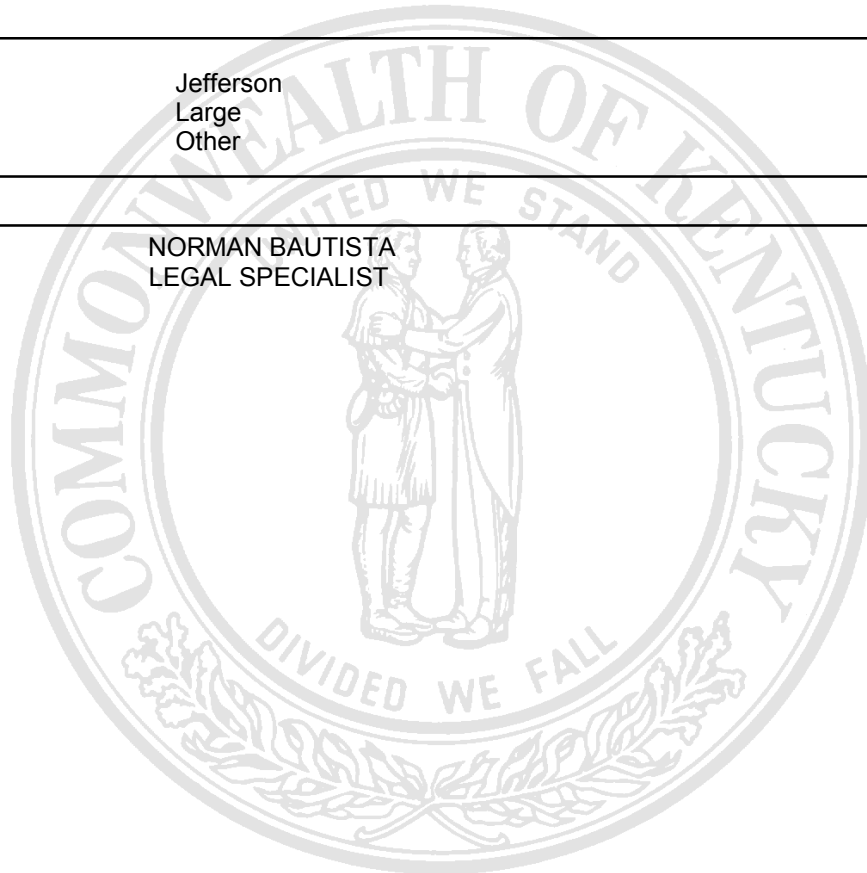 Jefferson
Large
Other
NORMAN BAUTISTA
LEGAL SPECIALIST
COMMONWEALTH OF KENTUCKY
UNITED WE STAND
DIVIDED WE FALL